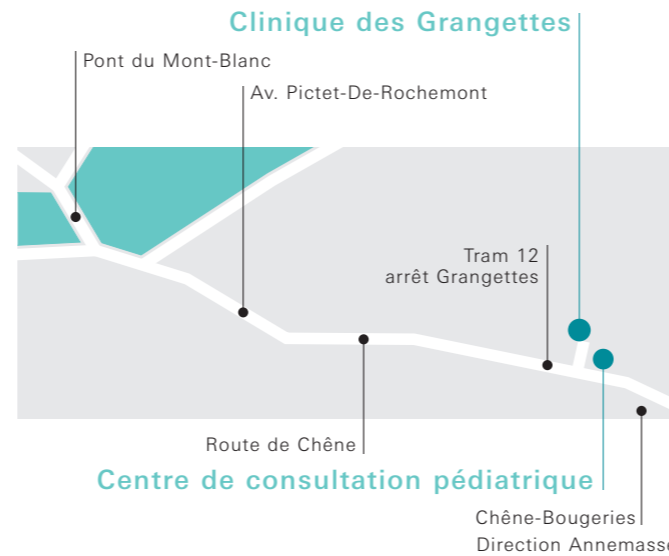 Clinique des Grangettes
Pont du Mont-Blanc
Av. Pictet-De-Rochemont
Tram 12
arrêt Grangettes
Route de Chêne
Centre de consultation pédiatrique
Chêne-Bougeries
Direction Annemasse